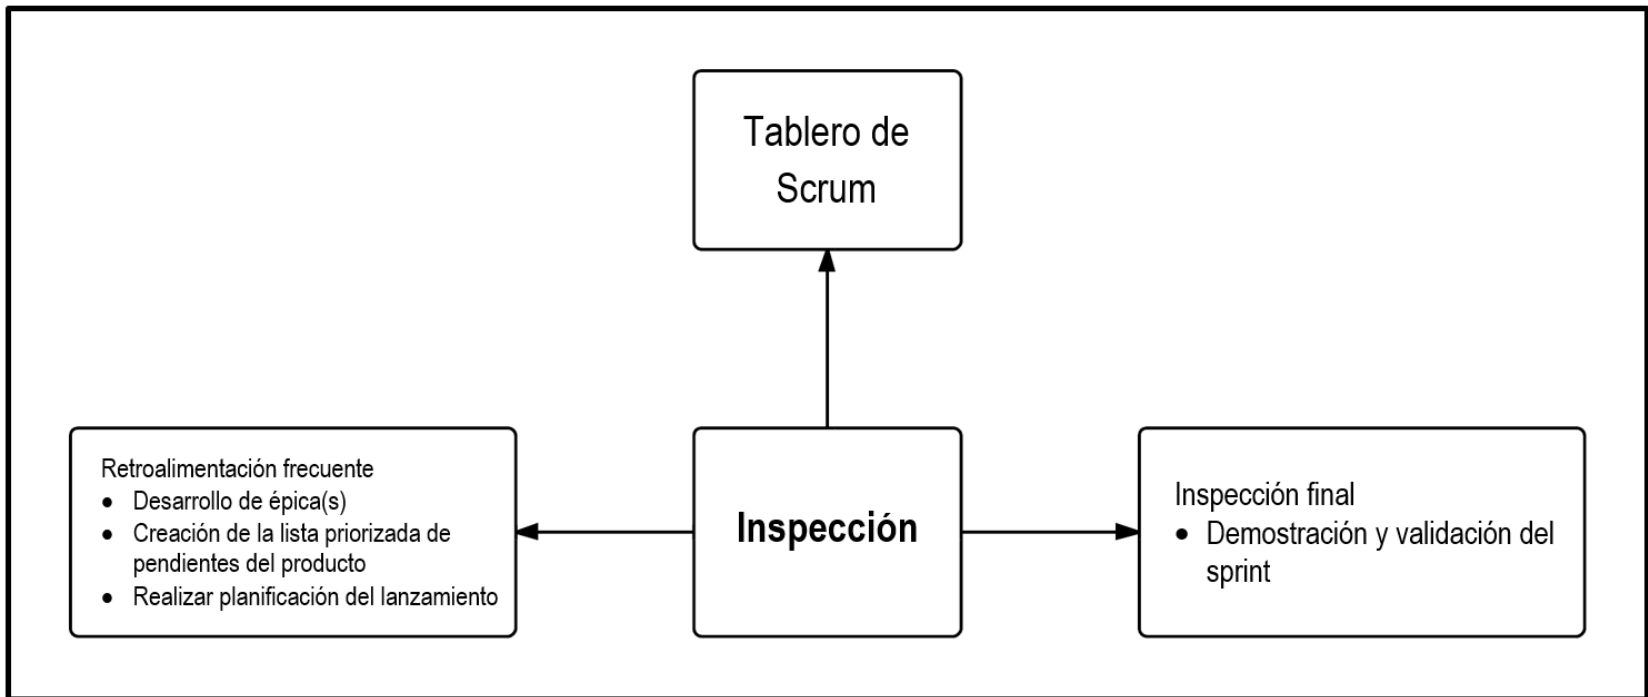 Tablero de
Scrum
Retroalimentación frecuente
• Desarrollo de épica(s)
• Creación de la lista priorizada de
pendientes del producto
• Realizar planificación del lanzamiento
Inspección
Inspección final
• Demostración y validación del
sprint